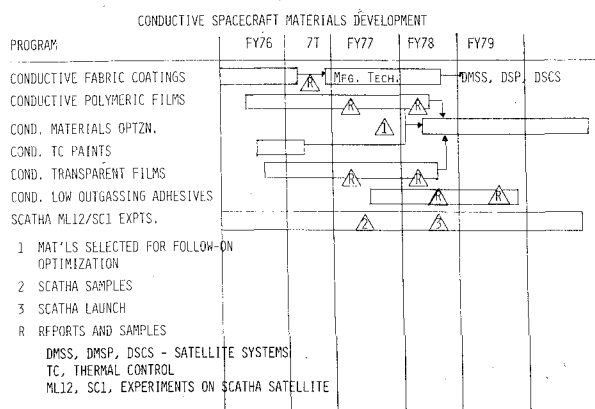 CONDUCTIVE SPACECRAFT MATERIALS DEVELOPMENT
PROGRAM FY76 7T FY77 FY78 FY79
CONDUCTIVE FABRIC COATINGS R MFG. TECH. DMSS, DSP, DSCS
CONDUCTIVE POLYMERIC FILMS R R
COND. MATERIALS OPTZN. 1
COND. TC PAINTS
COND. TRANSPARENT FILMS R R
COND. LOW OUTGASSING ADHESIVES R R
SCATHA ML12/SC1 EXPTS. 2 3
1 MAT'LS SELECTED FOR FOLLOW-ON
OPTIMIZATION
2 SCATHA SAMPLES
3 SCATHA LAUNCH
R REPORTS AND SAMPLES
DMSS, DMSP, DSCS - SATELLITE SYSTEMS
TC, THERMAL CONTROL
ML12, SC1, EXPERIMENTS ON SCATHA SATELLITE